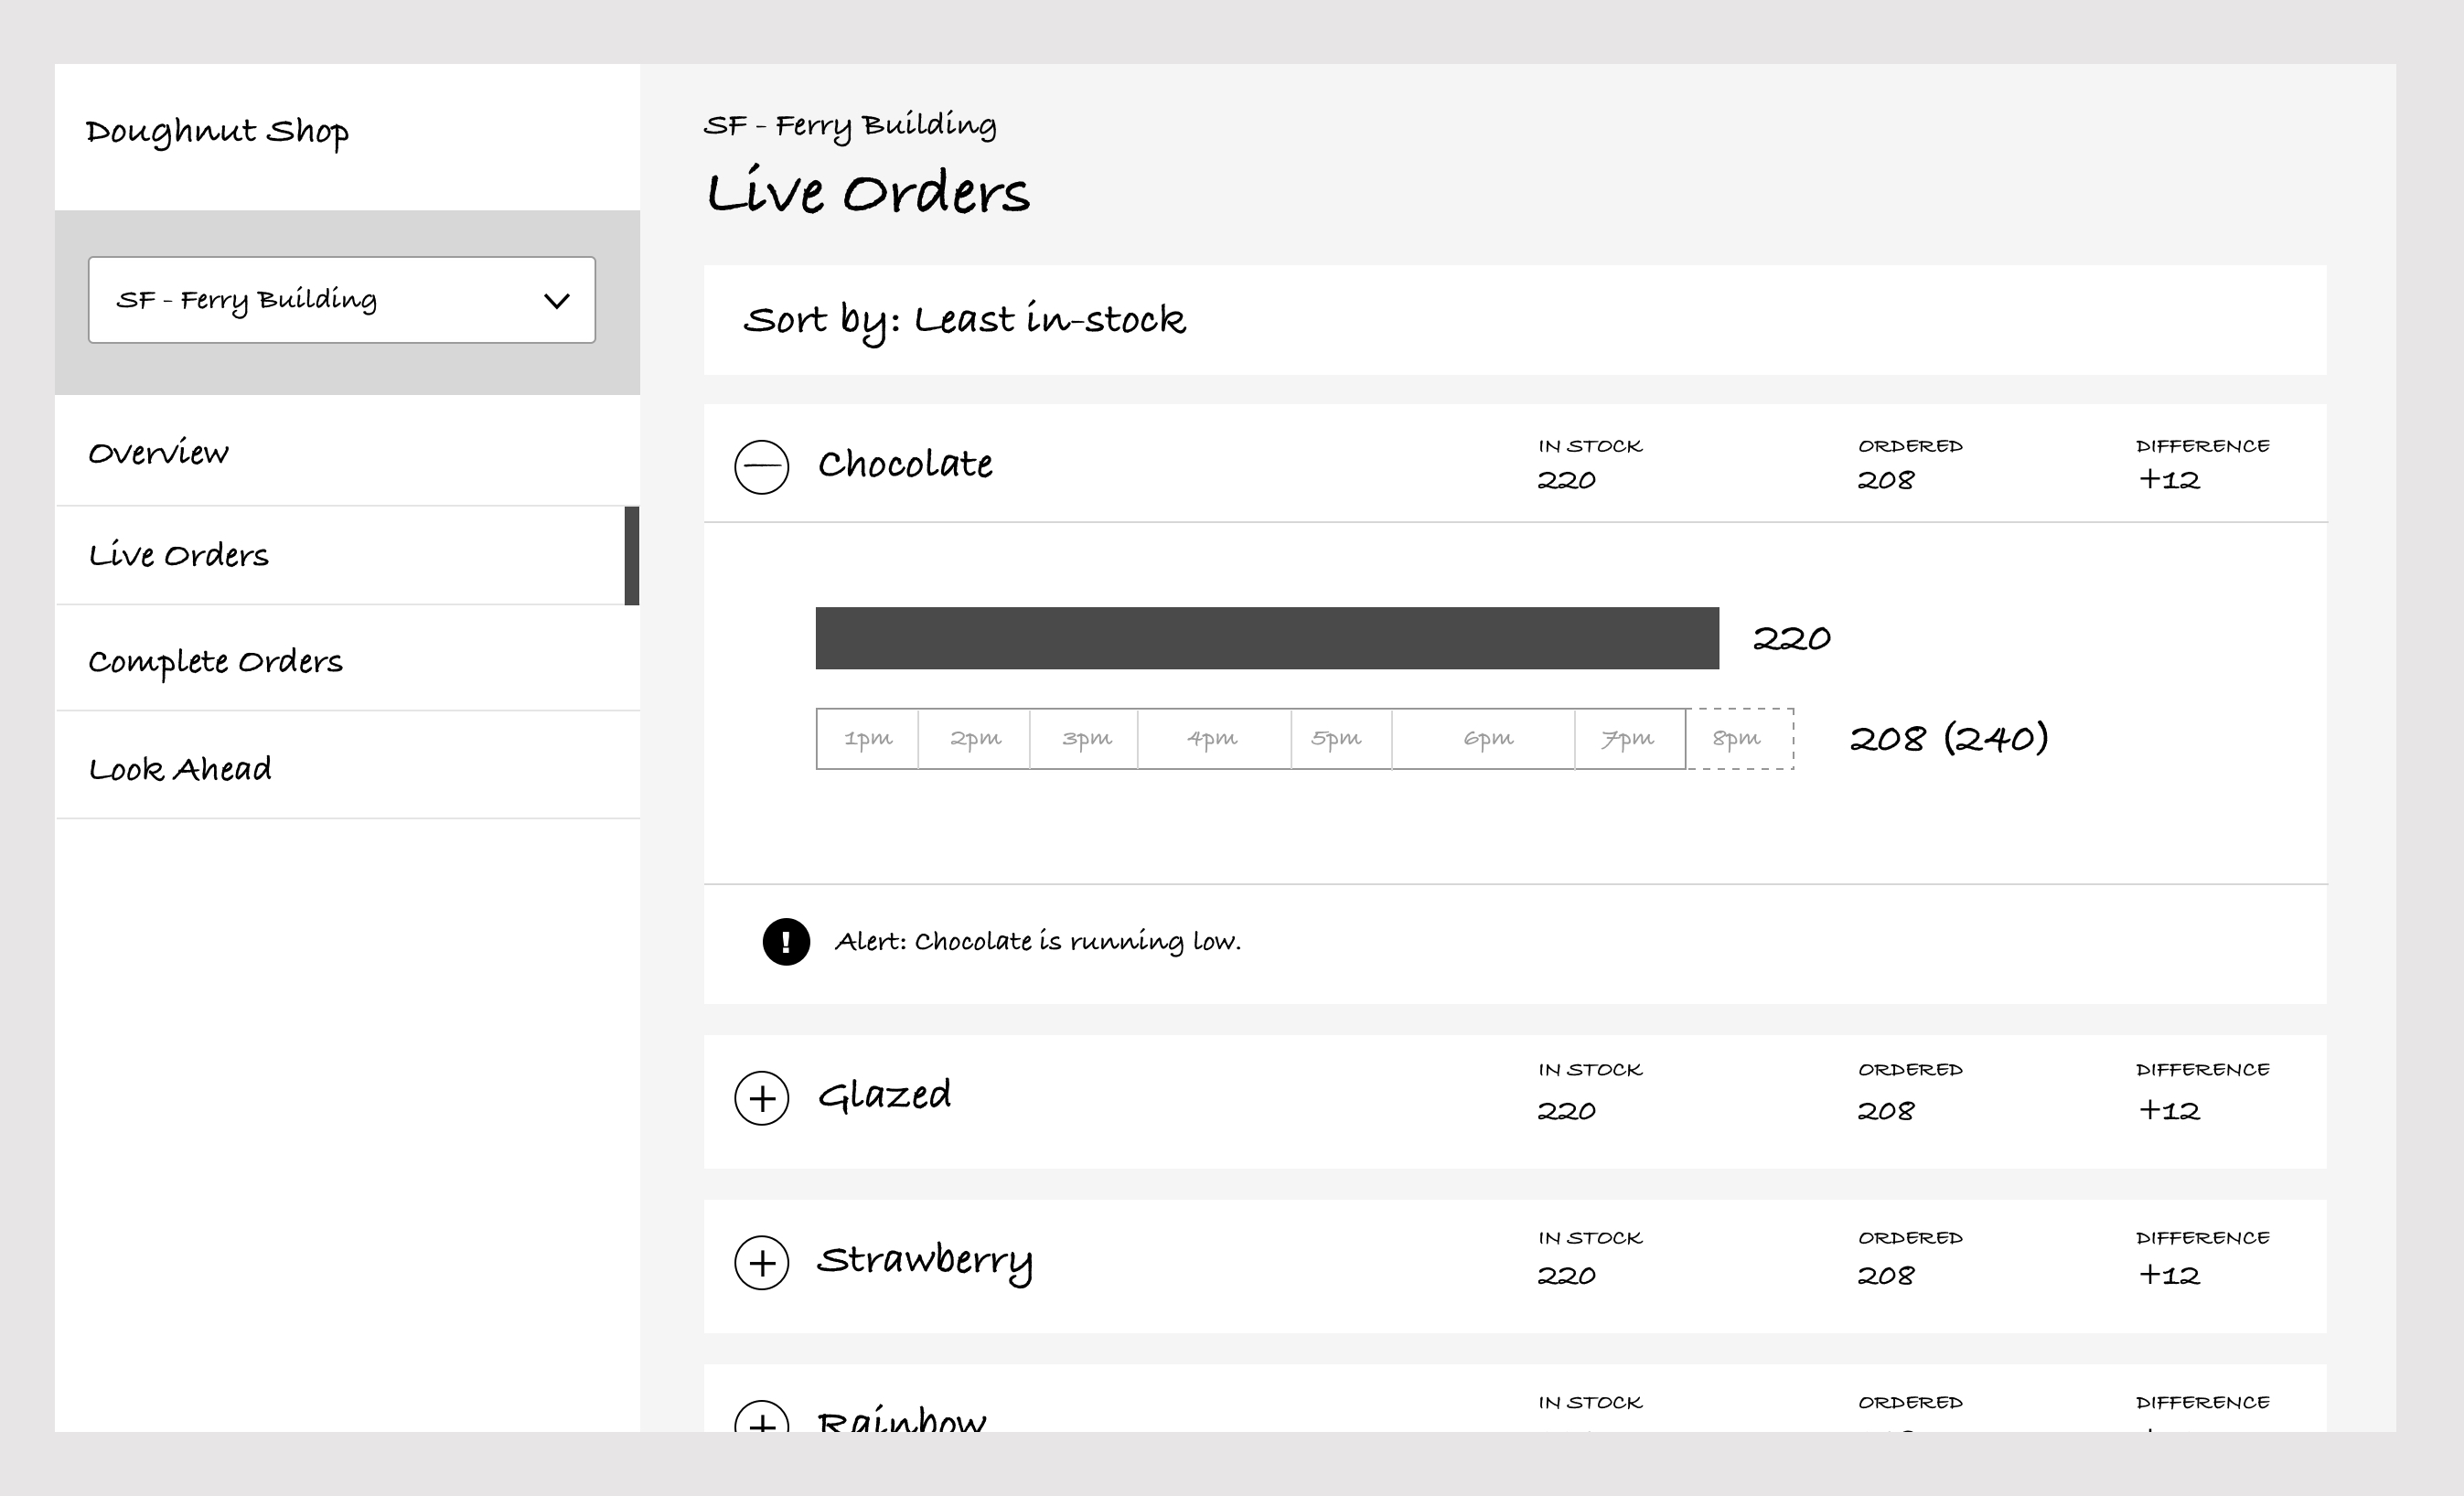 Doughnut Shop
SF - Ferry Building
Overview
Live Orders
Complete Orders
Look Ahead
SF - Ferry Building
Live Orders
Sort by: Least in-stock
Chocolate
IN STOCK ORDERED DIFFERENCE
220 208 +12
220
1pm 2pm 3pm 4pm 5pm 6pm 7pm 8pm 208 (240)
! Alert: Chocolate is running low.
Glazed
IN STOCK ORDERED DIFFERENCE
220 208 +12
Strawberry
IN STOCK ORDERED DIFFERENCE
220 208 +12
Rainbow
IN STOCK ORDERED DIFFERENCE